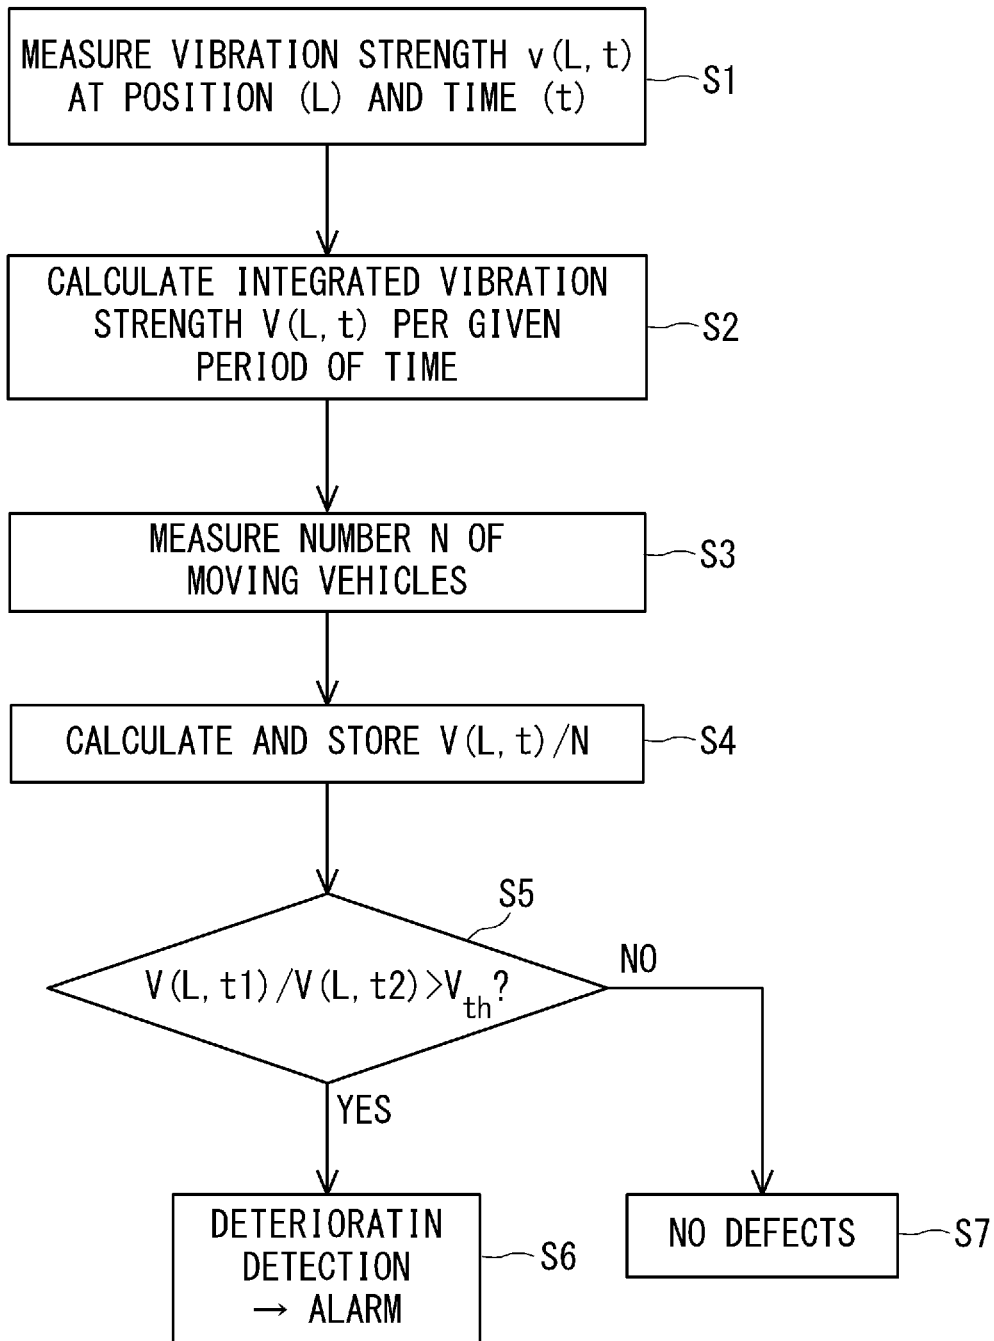 MEASURE VIBRATION STRENGTH v(L, t)
AT POSITION (L) AND TIME (t)
S1
CALCULATE INTEGRATED VIBRATION
STRENGTH V(L, t) PER GIVEN
PERIOD OF TIME
S2
MEASURE NUMBER N OF
MOVING VEHICLES
S3
CALCULATE AND STORE V(L, t)/N
S4
S5
V(L, t1)/V(L, t2)>Vth?
NO
YES
DETERIORATIN
DETECTION
→ ALARM
S6
NO DEFECTS
S7